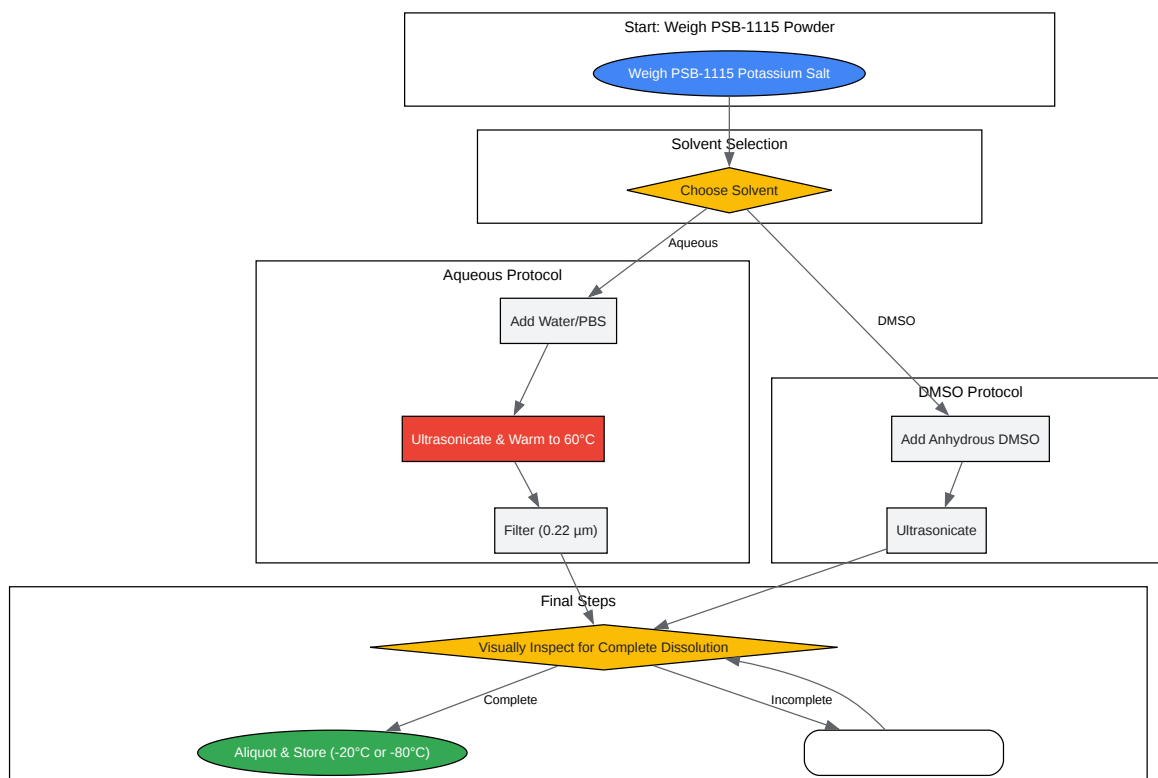 Start: Weigh PSB-1115 Powder
Weigh PSB-1115 Potassium Salt
Solvent Selection
Choose Solvent
Aqueous
DMSO
Aqueous Protocol
Add Water/PBS
Ultrasonicate & Warm to 60°C
Filter (0.22 µm)
DMSO Protocol
Add Anhydrous DMSO
Ultrasonicate
Final Steps
Visually Inspect for Complete Dissolution
Complete
Incomplete
Aliquot & Store (-20°C or -80°C)